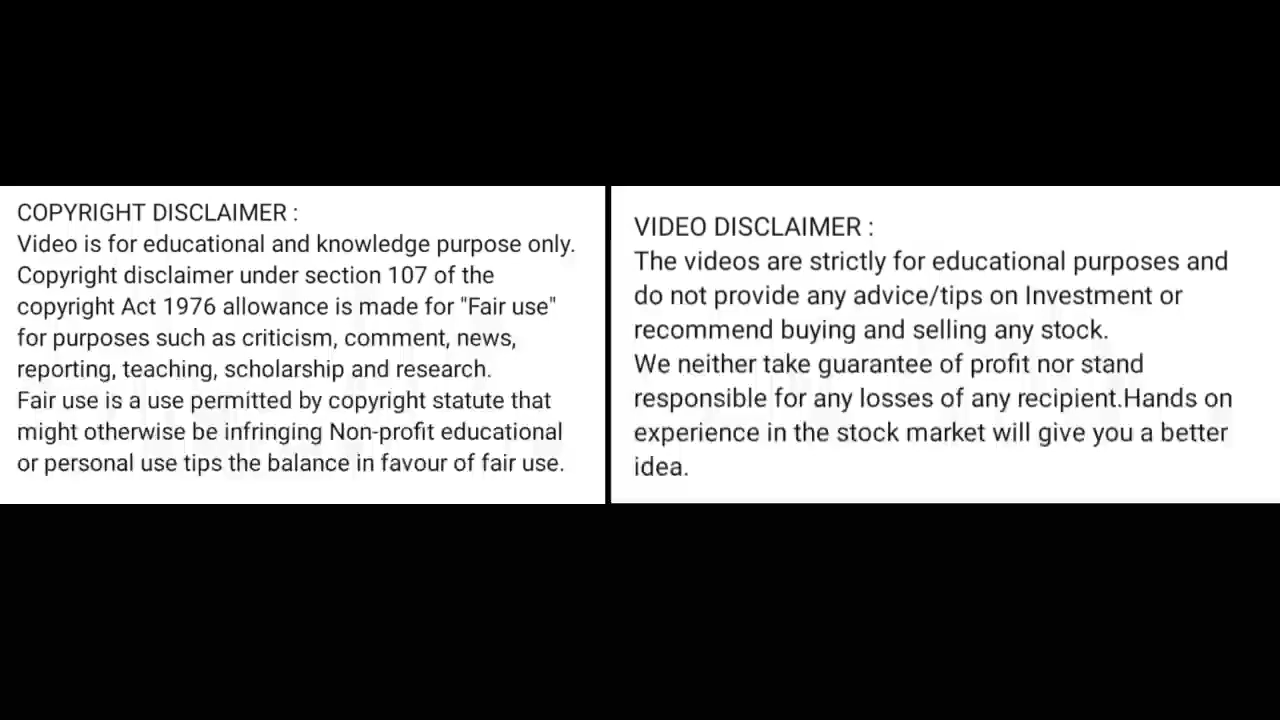 COPYRIGHT DISCLAIMER :
Video is for educational and knowledge purpose only.
Copyright disclaimer under section 107 of the
copyright Act 1976 allowance is made for "Fair use"
for purposes such as criticism, comment, news,
reporting, teaching, scholarship and research.
Fair use is a use permitted by copyright statute that
might otherwise be infringing Non-profit educational
or personal use tips the balance in favour of fair use.
VIDEO DISCLAIMER :
The videos are strictly for educational purposes and
do not provide any advice/tips on Investment or
recommend buying and selling any stock.
We neither take guarantee of profit nor stand
responsible for any losses of any recipient.Hands on
experience in the stock market will give you a better
idea.